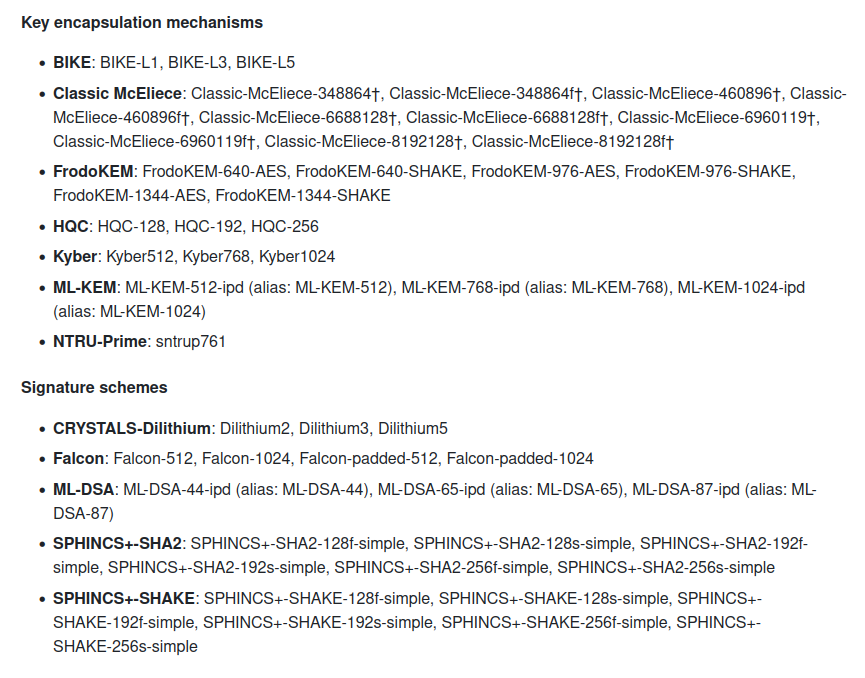 Key encapsulation mechanisms
• BIKE: BIKE-L1, BIKE-L3, BIKE-L5
• Classic McEliece: Classic-McEliece-348864†, Classic-McEliece-348864f†, Classic-McEliece-460896†, Classic-
McEliece-460896f†, Classic-McEliece-6688128†, Classic-McEliece-6688128f†, Classic-McEliece-6960119†,
Classic-McEliece-6960119f†, Classic-McEliece-8192128†, Classic-McEliece-8192128f†
• FrodoKEM: FrodoKEM-640-AES, FrodoKEM-640-SHAKE, FrodoKEM-976-AES, FrodoKEM-976-SHAKE,
FrodoKEM-1344-AES, FrodoKEM-1344-SHAKE
• HQC: HQC-128, HQC-192, HQC-256
• Kyber: Kyber512, Kyber768, Kyber1024
• ML-KEM: ML-KEM-512-ipd (alias: ML-KEM-512), ML-KEM-768-ipd (alias: ML-KEM-768), ML-KEM-1024-ipd
(alias: ML-KEM-1024)
• NTRU-Prime: sntrup761
Signature schemes
• CRYSTALS-Dilithium: Dilithium2, Dilithium3, Dilithium5
• Falcon: Falcon-512, Falcon-1024, Falcon-padded-512, Falcon-padded-1024
• ML-DSA: ML-DSA-44-ipd (alias: ML-DSA-44), ML-DSA-65-ipd (alias: ML-DSA-65), ML-DSA-87-ipd (alias: ML-
DSA-87)
• SPHINCS+-SHA2: SPHINCS+-SHA2-128f-simple, SPHINCS+-SHA2-128s-simple, SPHINCS+-SHA2-192f-
simple, SPHINCS+-SHA2-192s-simple, SPHINCS+-SHA2-256f-simple, SPHINCS+-SHA2-256s-simple
• SPHINCS+-SHAKE: SPHINCS+-SHAKE-128f-simple, SPHINCS+-SHAKE-128s-simple, SPHINCS+-
SHAKE-192f-simple, SPHINCS+-SHAKE-192s-simple, SPHINCS+-SHAKE-256f-simple, SPHINCS+-
SHAKE-256s-simple